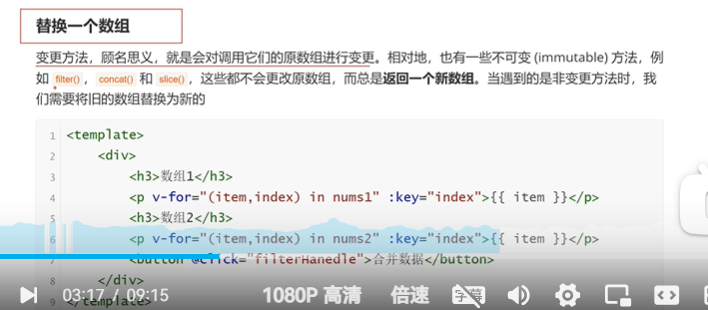 替换一个数组
变更方法，顾名思义，就是会对调用它们的原数组进行变更。相对地，也有一些不可变 (immutable) 方法，例
如 filter()，concat() 和 slice()，这些都不会更改原数组，而总是返回一个新数组。当遇到的是非变更方法时，我
们需要将旧的数组替换为新的
1 <template>
2 <div>
3 <h3>数组1</h3>
4 <p v-for="(item,index) in nums1" :key="index">{{ item }}</p>
5 <h3>数组2</h3>
6 <p v-for="(item,index) in nums2" :key="index">{{ item }}</p>
7 <button @click="filterHanedle">合并数据</button>
8 </div>
9 </template>
03:17 / 09:15 1080P 高清 倍速 字幕